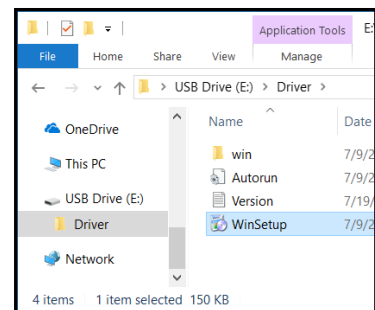 Application Tools E:
File Home Share View Manage
USB Drive (E:) > Driver >
OneDrive
This PC
USB Drive (E:)
Driver
Network
Name Date
win 7/9/2
Autorun 7/9/2
Version 7/19/
WinSetup 7/9/2
4 items 1 item selected 150 KB